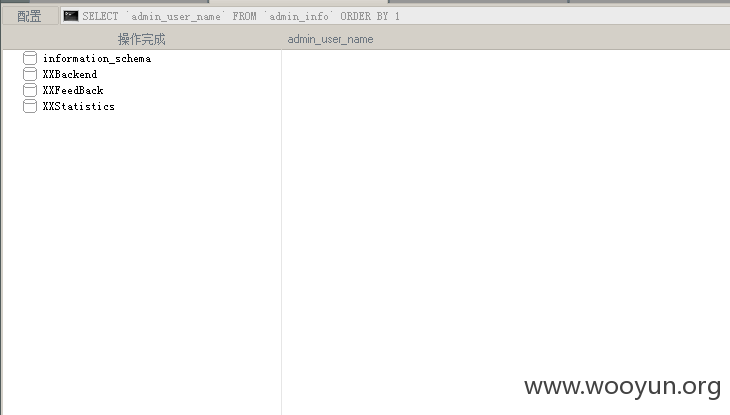 配置 SELECT `admin_user_name` FROM `admin_info` ORDER BY 1
操作完成 admin_user_name
information_schema
XXBackend
XXFeedBack
XXStatistics
www.wooyun.org